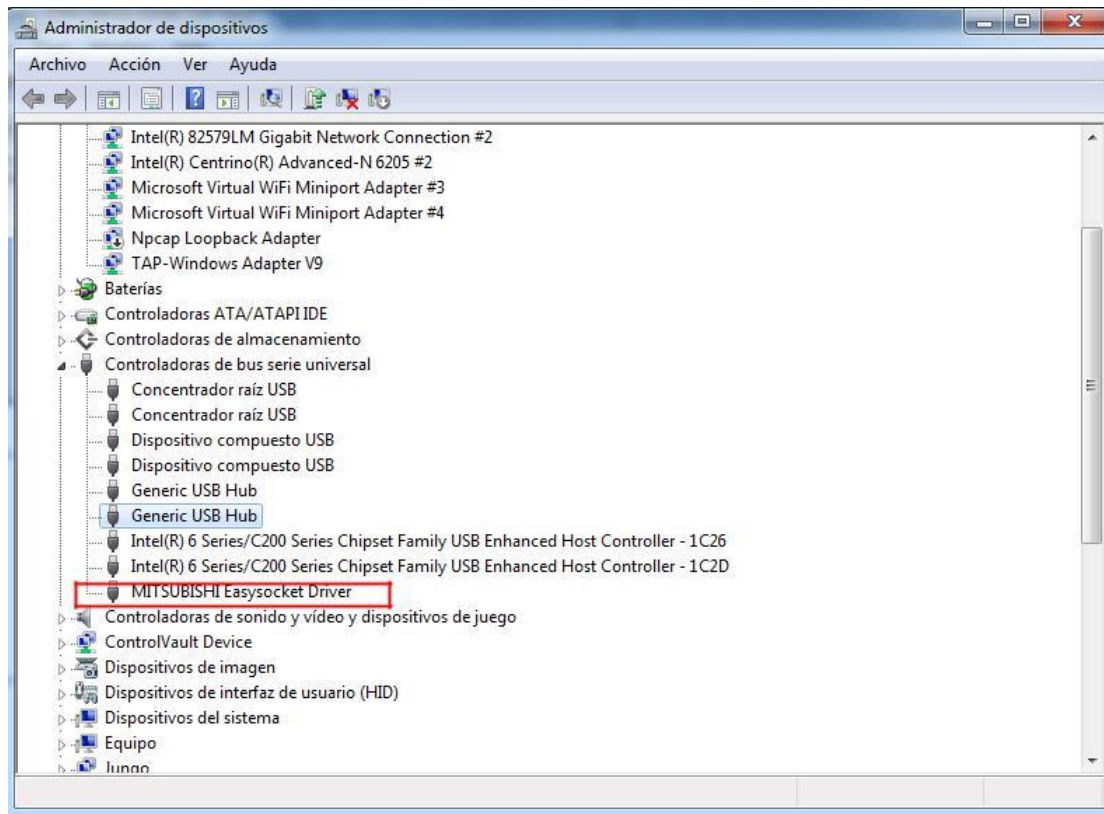 Administrador de dispositivos
Archivo Acción Ver Ayuda
Intel(R) 82579LM Gigabit Network Connection #2
Intel(R) Centrino(R) Advanced-N 6205 #2
Microsoft Virtual WiFi Miniport Adapter #3
Microsoft Virtual WiFi Miniport Adapter #4
Npcap Loopback Adapter
TAP-Windows Adapter V9
Baterías
Controladoras ATA/ATAPI IDE
Controladoras de almacenamiento
Controladoras de bus serie universal
Concentrador raíz USB
Concentrador raíz USB
Dispositivo compuesto USB
Dispositivo compuesto USB
Generic USB Hub
Generic USB Hub
Intel(R) 6 Series/C200 Series Chipset Family USB Enhanced Host Controller - 1C26
Intel(R) 6 Series/C200 Series Chipset Family USB Enhanced Host Controller - 1C2D
MITSUBISHI Easysocket Driver
Controladoras de sonido y vídeo y dispositivos de juego
ControlVault Device
Dispositivos de imagen
Dispositivos de interfaz de usuario (HID)
Dispositivos del sistema
Equipo
Jungo